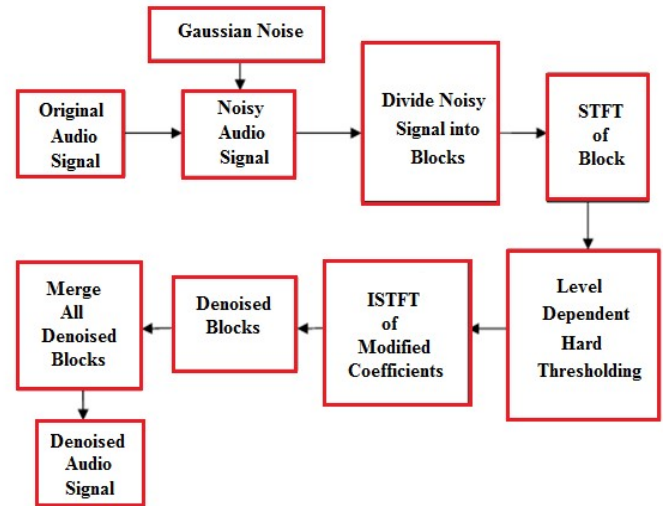 Gaussian Noise
Original
Audio
Signal
Noisy
Audio
Signal
Divide Noisy
Signal into
Blocks
STFT
of
Block
Level
Dependent
Hard
Thresholding
ISTFT
of
Modified
Coefficients
Denoised
Blocks
Merge
All
Denoised
Blocks
Denoised
Audio
Signal